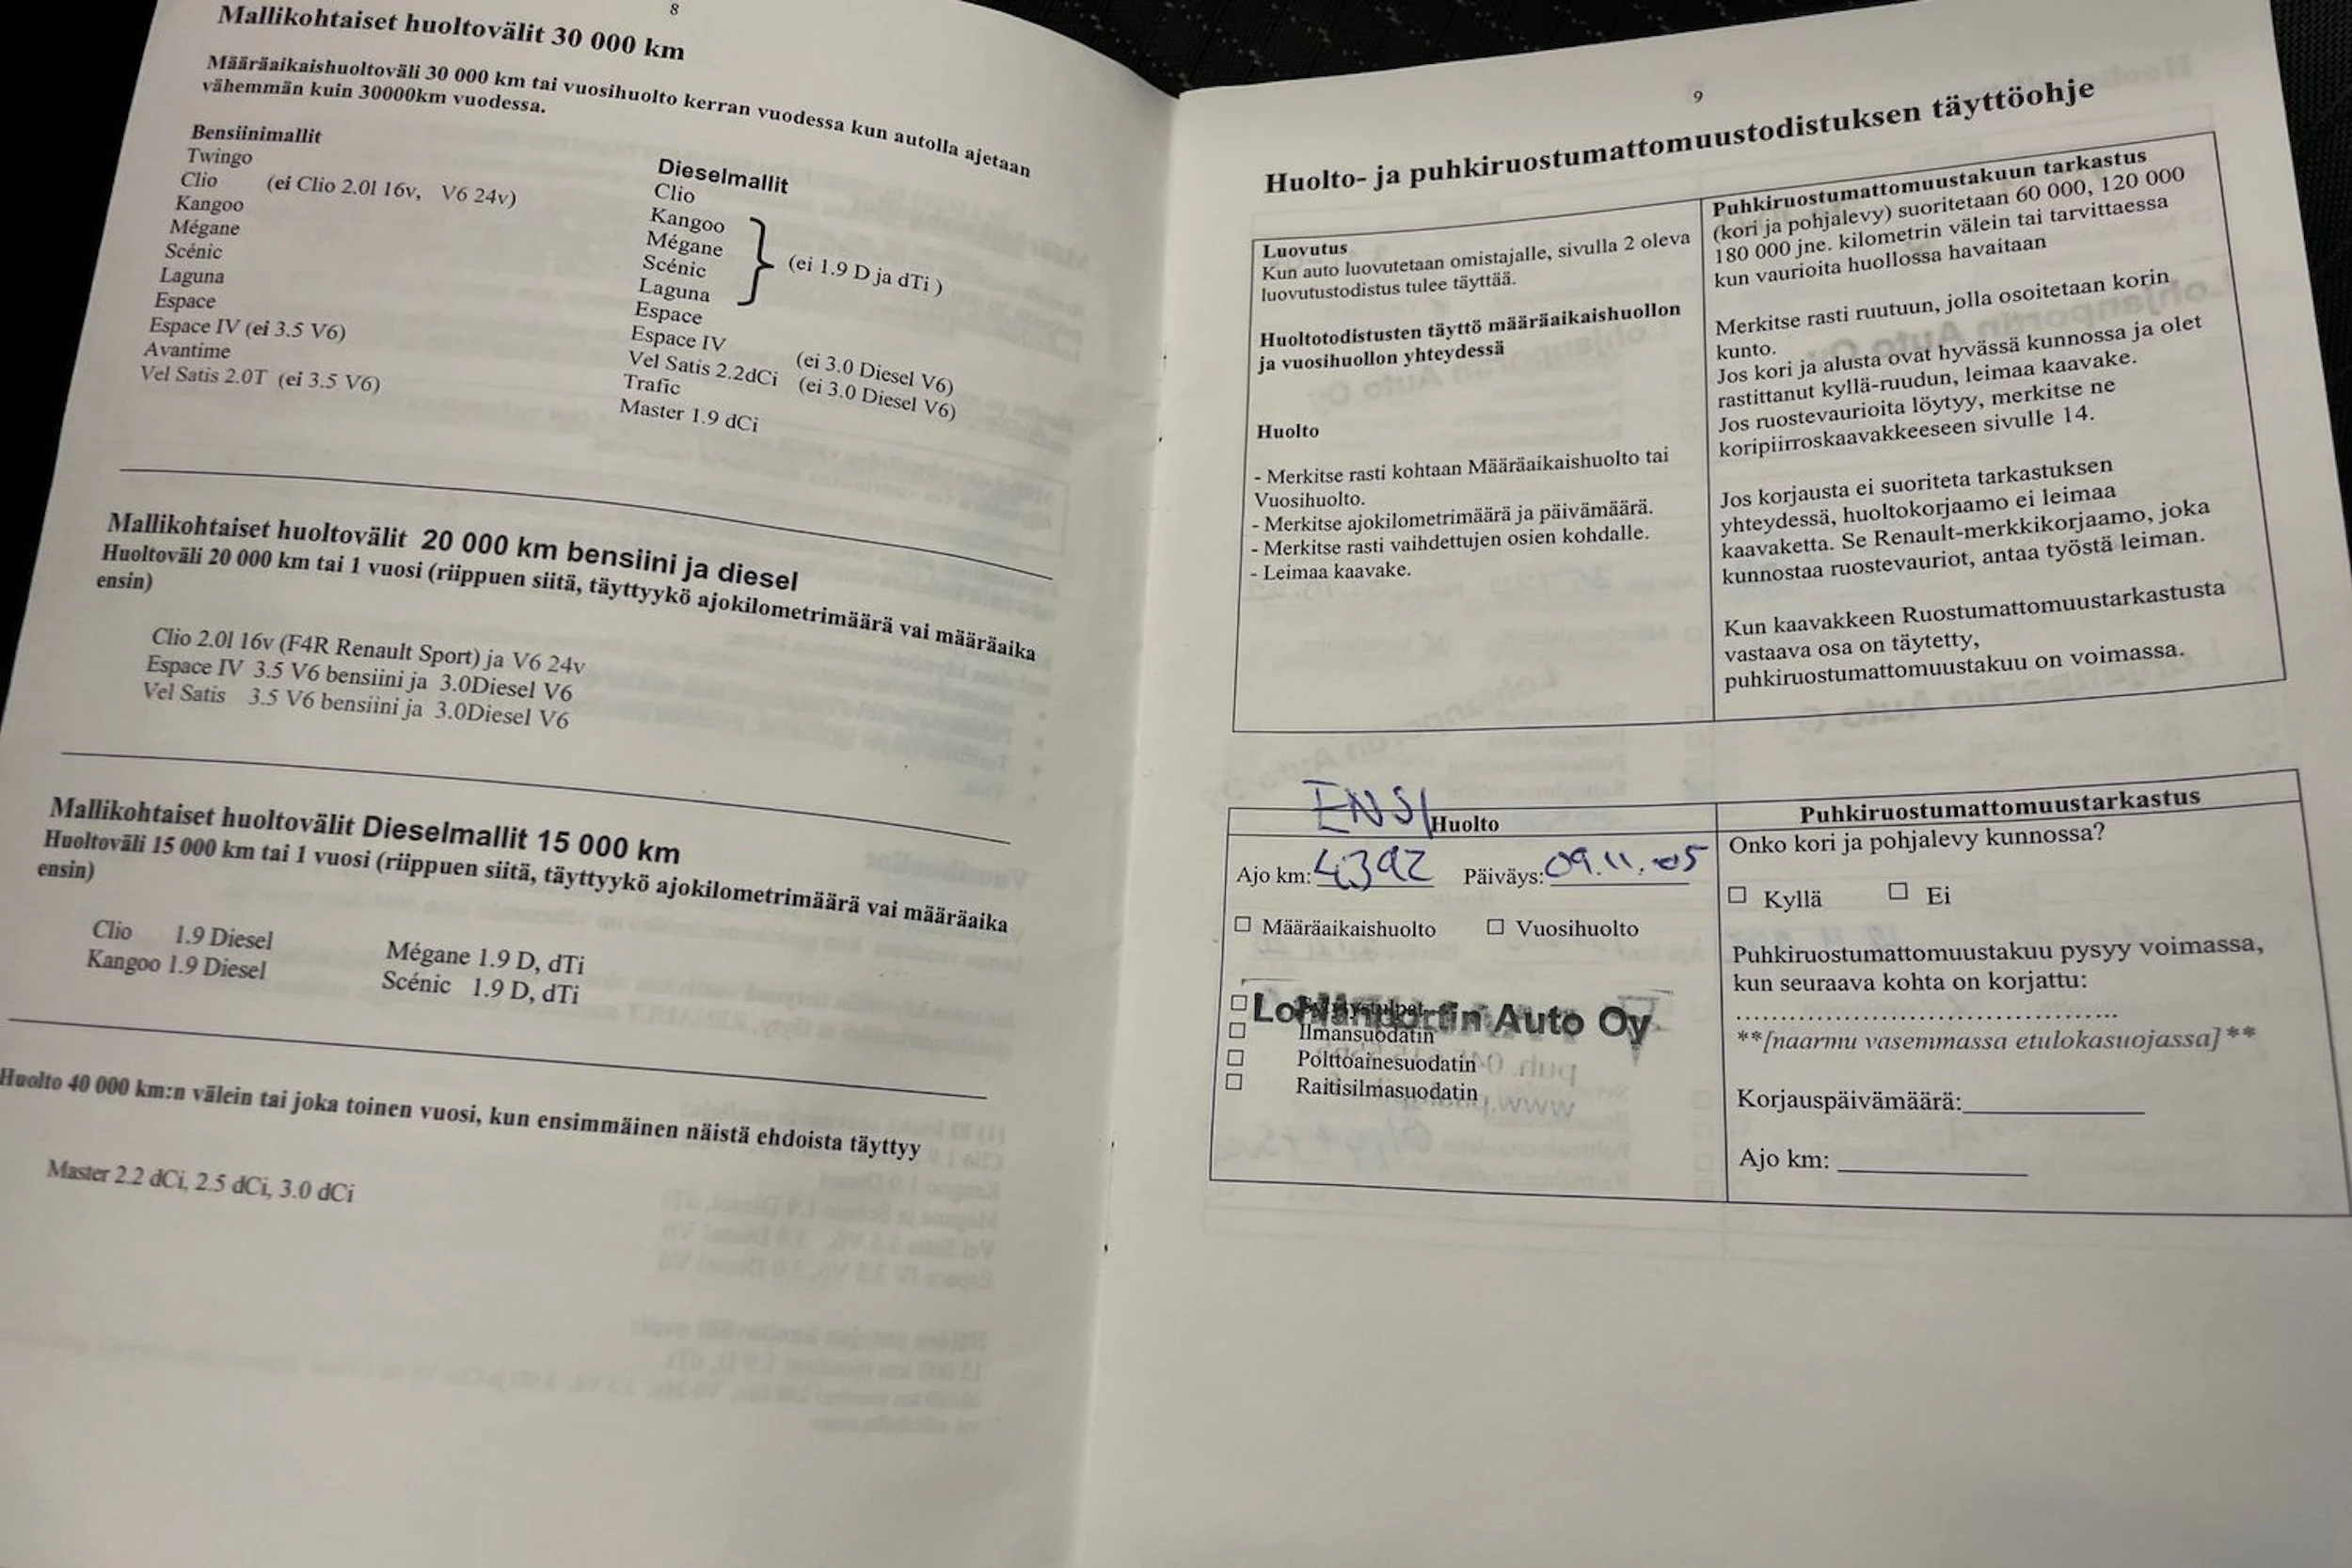 8
Mallikohtaiset huoltovälit 30 000 km
Määräaikaishuoltoväli 30 000 km tai vuosihuolto kerran vuodessa kun autolla ajetaan
vähemmän kuin 30000km vuodessa.
Bensiinimallit
Twingo
Clio (ei Clio 2.0l 16v, V6 24v)
Kangoo
Mégane
Scénic
Laguna
Espace
Espace IV (ei 3.5 V6)
Avantime
Vel Satis 2.0T (ei 3.5 V6)
Dieselmallit
Clio
Kangoo
Mégane
Scénic
Laguna
(ei 1.9 D ja dTi )
Espace
Espace IV (ei 3.0 Diesel V6)
Vel Satis 2.2dCi (ei 3.0 Diesel V6)
Trafic
Master 1.9 dCi
Mallikohtaiset huoltovälit 20 000 km bensiini ja diesel
Huoltoväli 20 000 km tai 1 vuosi (riippuen siitä, täyttyykö ajokilometrimäärä vai määräaika
ensin)
Clio 2.0l 16v (F4R Renault Sport) ja V6 24v
Espace IV 3.5 V6 bensiini ja 3.0Diesel V6
Vel Satis 3.5 V6 bensiini ja 3.0Diesel V6
Mallikohtaiset huoltovälit Dieselmallit 15 000 km
Huoltoväli 15 000 km tai 1 vuosi (riippuen siitä, täyttyykö ajokilometrimäärä vai määräaika
ensin)
Clio 1.9 Diesel
Kangoo 1.9 Diesel
Mégane 1.9 D, dTi
Scénic 1.9 D, dTi
Huolto 40 000 km:n välein tai joka toinen vuosi, kun ensimmäinen näistä ehdoista täyttyy
Master 2.2 dCi, 2.5 dCi, 3.0 dCi
9
Huolto- ja puhkiruostumattomuustodistuksen täyttöohje
Luovutus
Kun auto luovutetaan omistajalle, sivulla 2 oleva
luovutustodistus tulee täyttää.
Huoltotodistusten täyttö määräaikaishuollon
ja vuosihuollon yhteydessä
Huolto
- Merkitse rasti kohtaan Määräaikaishuolto tai
Vuosihuolto.
- Merkitse ajokilometrimäärä ja päivämäärä.
- Merkitse rasti vaihdettujen osien kohdalle.
- Leimaa kaavake.
Puhkiruostumattomuustakuun tarkastus
(kori ja pohjalevy) suoritetaan 60 000, 120 000
180 000 jne. kilometrin välein tai tarvittaessa
kun vaurioita huollossa havaitaan
Merkitse rasti ruutuun, jolla osoitetaan korin
kunto.
Jos kori ja alusta ovat hyvässä kunnossa ja olet
rastittanut kyllä-ruudun, leimaa kaavake.
Jos ruostevaurioita löytyy, merkitse ne
koripiirroskaavakkeeseen sivulle 14.
Jos korjausta ei suoriteta tarkastuksen
yhteydessä, huoltokorjaamo ei leimaa
kaavaketta. Se Renault-merkkikorjaamo, joka
kunnostaa ruostevauriot, antaa työstä leiman.
Kun kaavakkeen Ruostumattomuustarkastusta
vastaava osa on täytetty,
puhkiruostumattomuustakuu on voimassa.
ENSI Huolto
Ajo km: 4392 Päiväys: 09.11.05
Määräaikaishuolto Vuosihuolto
Lohjanportin Auto Oy
Ilmansuodatin
Polttoainesuodatin
Raitisilmasuodatin
Puhkiruostumattomuustarkastus
Onko kori ja pohjalevy kunnossa?
Kyllä Ei
Puhkiruostumattomuustakuu pysyy voimassa,
kun seuraava kohta on korjattu:
**[naarmu vasemmassa etulokasuojassa]**
Korjauspäivämäärä:
Ajo km: